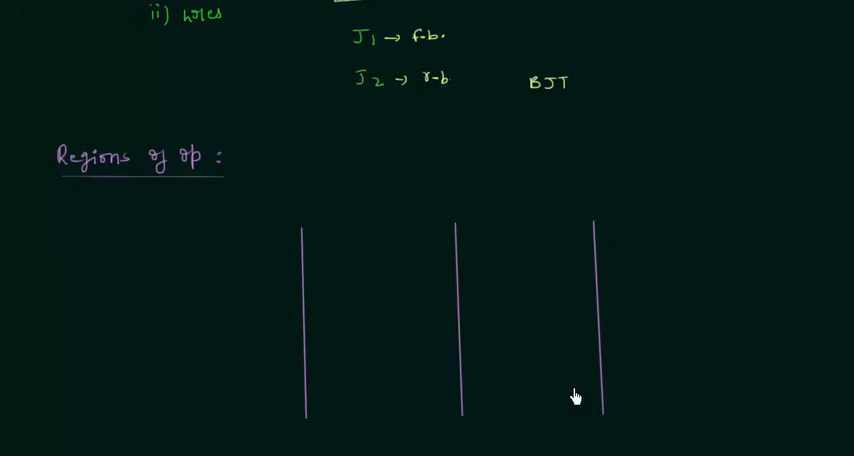 ii) holes
J1 → f.b.
J2 → r.b. BJT
Regions of op :